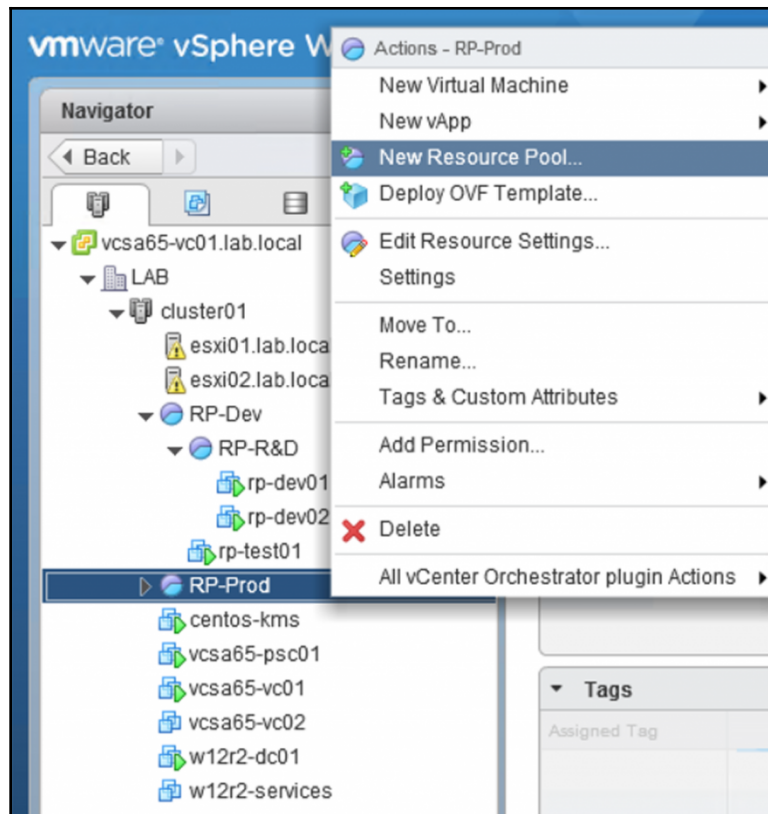 vmware® vSphere W
Actions - RP-Prod
New Virtual Machine
New vApp
New Resource Pool...
Deploy OVF Template...
Edit Resource Settings...
Settings
Move To...
Rename...
Tags & Custom Attributes
Add Permission...
Alarms
Delete
All vCenter Orchestrator plugin Actions
Navigator
Back
vcsa65-vc01.lab.local
LAB
cluster01
esxi01.lab.loca
esxi02.lab.loca
RP-Dev
RP-R&D
rp-dev01
rp-dev02
rp-test01
RP-Prod
centos-kms
vcsa65-psc01
vcsa65-vc01
vcsa65-vc02
w12r2-dc01
w12r2-services
Tags
Assigned Tag